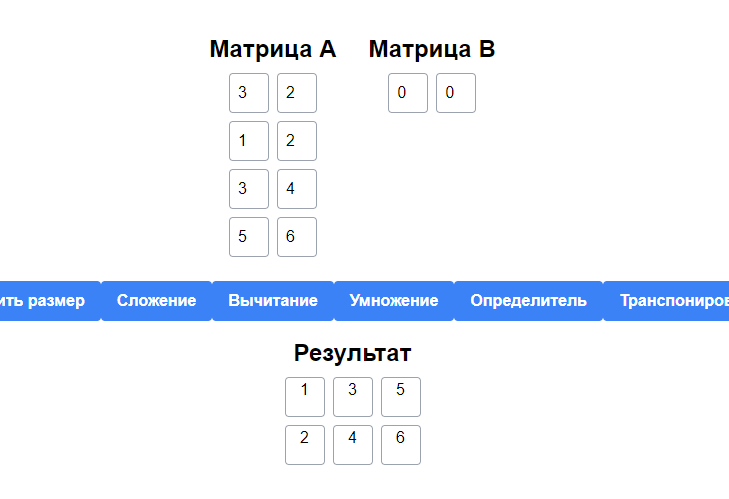 Матрица A Матрица B
3 2 0 0
1 2
3 4
5 6
ить размер Сложение Вычитание Умножение Определитель Транспониров
Результат
1 3 5
2 4 6